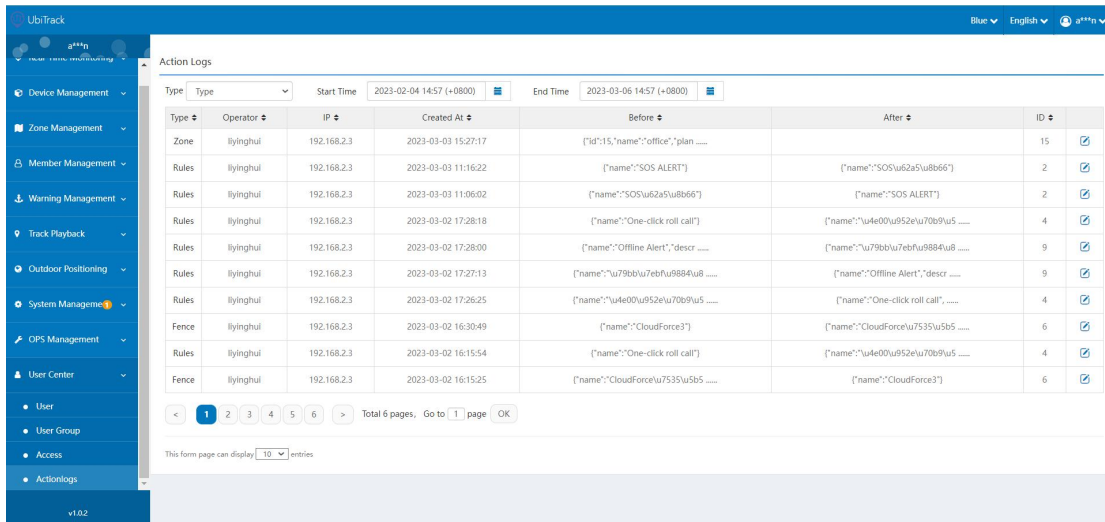 UbiTrack
Blue English a***n
a***n
Real Time Monitoring
Device Management
Zone Management
Member Management
Warning Management
Track Playback
Outdoor Positioning
System Manageme 1
OPS Management
User Center
User
User Group
Access
Actionlogs
v1.0.2
Action Logs
Type Type Start Time 2023-02-04 14:57 (+0800) End Time 2023-03-06 14:57 (+0800)
Type Operator IP Created At Before After ID
Zone liyinghui 192.168.2.3 2023-03-03 15:27:17 {"id":15,"name":"office","plan ...... 15
Rules liyinghui 192.168.2.3 2023-03-03 11:16:22 {"name":"SOS ALERT"} {"name":"SOS\u62a5\u8b66"} 2
Rules liyinghui 192.168.2.3 2023-03-03 11:06:02 {"name":"SOS\u62a5\u8b66"} {"name":"SOS ALERT"} 2
Rules liyinghui 192.168.2.3 2023-03-02 17:28:18 {"name":"One-click roll call"} {"name":"\u4e00\u952e\u70b9\u5 ...... 4
Rules liyinghui 192.168.2.3 2023-03-02 17:28:00 {"name":"Offline Alert","descr ...... {"name":"\u79bb\u7ebf\u9884\u8 ...... 9
Rules liyinghui 192.168.2.3 2023-03-02 17:27:13 {"name":"\u79bb\u7ebf\u9884\u8 ...... {"name":"Offline Alert","descr ...... 9
Rules liyinghui 192.168.2.3 2023-03-02 17:26:25 {"name":"\u4e00\u952e\u70b9\u5 ...... {"name":"One-click roll call", ...... 4
Fence liyinghui 192.168.2.3 2023-03-02 16:30:49 {"name":"CloudForce3"} {"name":"CloudForce\u7535\u5b5 ...... 6
Rules liyinghui 192.168.2.3 2023-03-02 16:15:54 {"name":"One-click roll call"} {"name":"\u4e00\u952e\u70b9\u5 ...... 4
Fence liyinghui 192.168.2.3 2023-03-02 16:15:25 {"name":"CloudForce\u7535\u5b5 ...... {"name":"CloudForce3"} 6
< 1 2 3 4 5 6 > Total 6 pages, Go to 1 page OK
This form page can display 10 entries